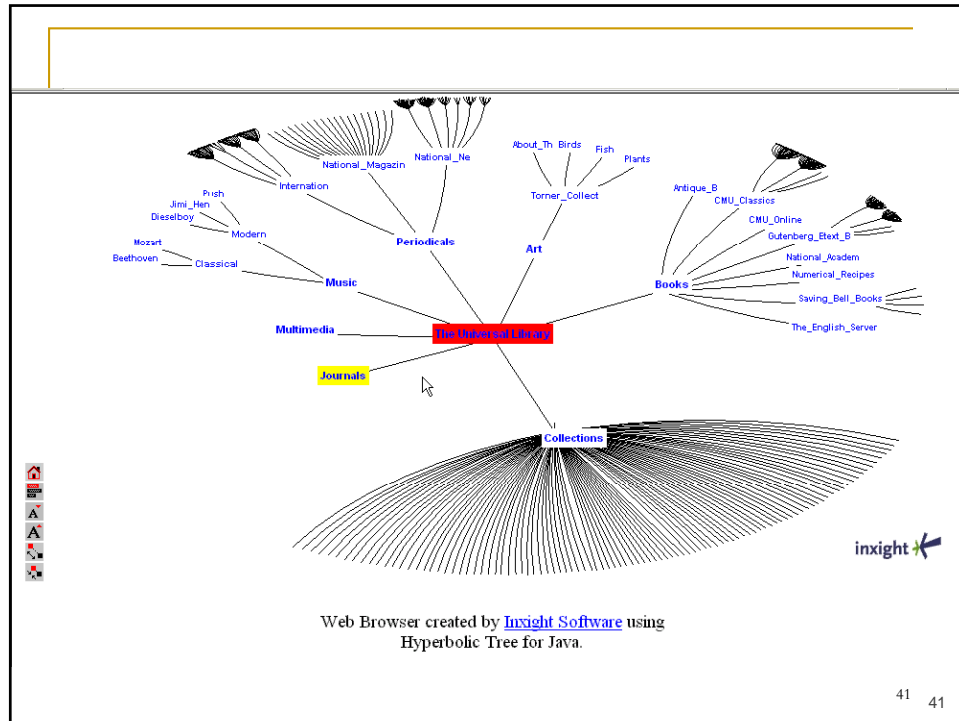 About_Th Birds
Fish
Plants
National_Ne
National_Magazin
Internation
Torner_Collect
Antique_B
CMU_Classics
Jimi_Hen
Dieselboy
Modern
CMU_Online
Gutenberg_Etext_B
Mozart
Beethoven
Classical
Periodicals
Art
National_Academ
Numerical_Recipes
Music
Books
Saving_Bell_Books
Multimedia
The Universal Library
The_English_Server
Journals
Collections
A
A
inxight
Web Browser created by Inxight Software using
Hyperbolic Tree for Java.
41
41